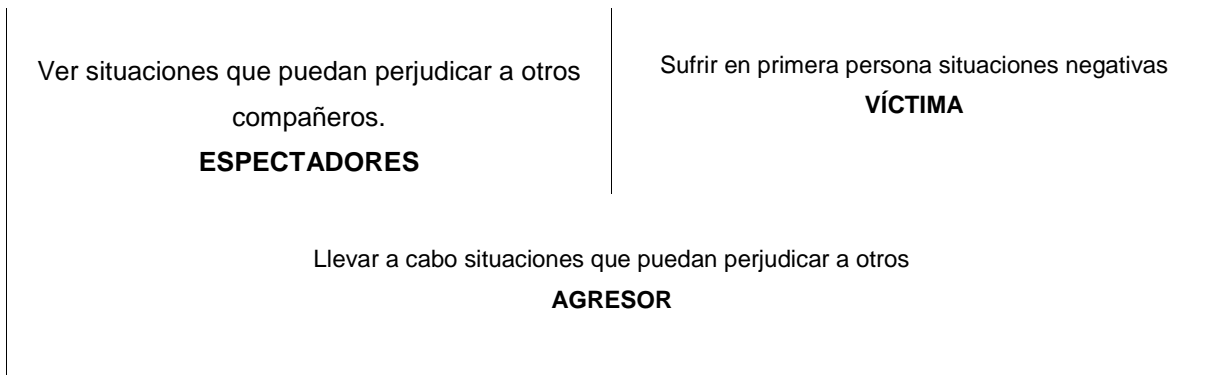 Ver situaciones que puedan perjudicar a otros
compañeros.
ESPECTADORES
Sufrir en primera persona situaciones negativas
VÍCTIMA
Llevar a cabo situaciones que puedan perjudicar a otros
AGRESOR